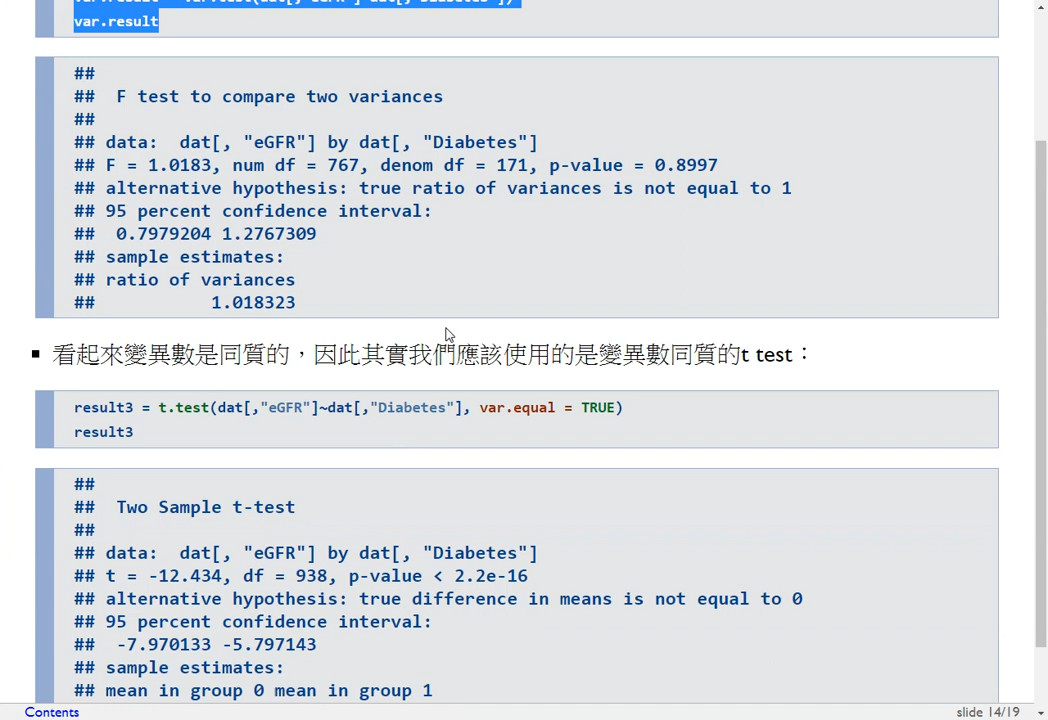 var.result
##
##  F test to compare two variances
##
## data:  dat[, "eGFR"] by dat[, "Diabetes"]
## F = 1.0183, num df = 767, denom df = 171, p-value = 0.8997
## alternative hypothesis: true ratio of variances is not equal to 1
## 95 percent confidence interval:
##  0.7979204 1.2767309
## sample estimates:
## ratio of variances
##           1.018323
▪ 看起來變異數是同質的，因此其實我們應該使用的是變異數同質的t test：
result3 = t.test(dat[,"eGFR"]~dat[,"Diabetes"], var.equal = TRUE)
result3
##
##  Two Sample t-test
##
## data:  dat[, "eGFR"] by dat[, "Diabetes"]
## t = -12.434, df = 938, p-value < 2.2e-16
## alternative hypothesis: true difference in means is not equal to 0
## 95 percent confidence interval:
##  -7.970133 -5.797143
## sample estimates:
## mean in group 0 mean in group 1
Contents
slide 14/19